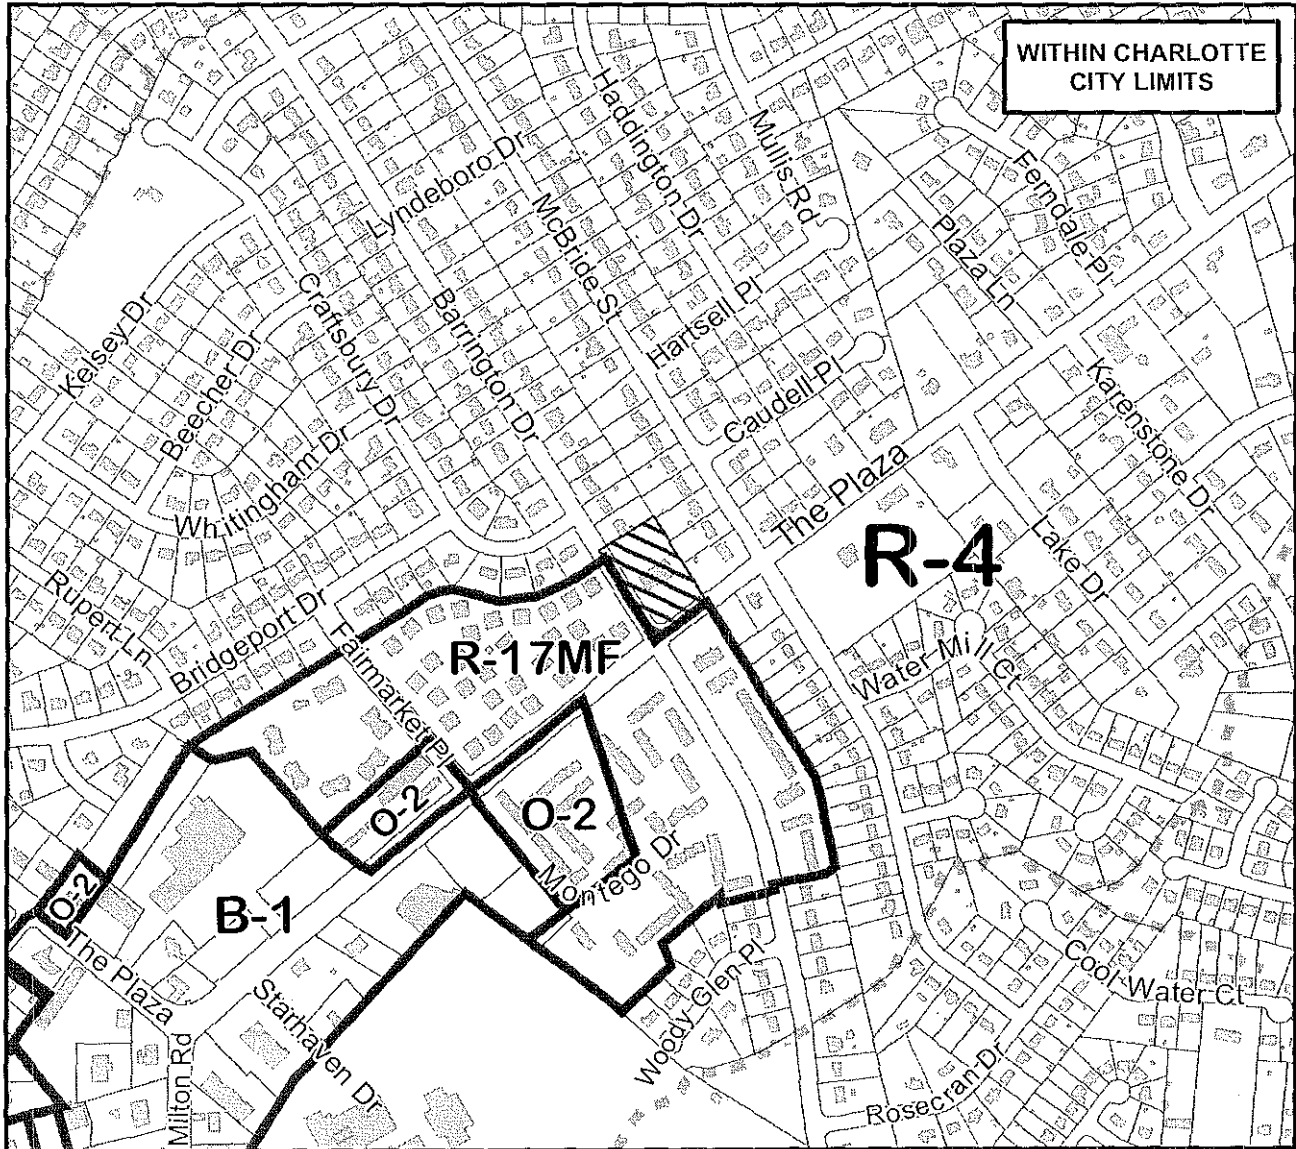 WITHIN CHARLOTTE
CITY LIMITS
Haddington Dr
Mullis Rd
Ferndale Pl
Lyndeboro Dr
McBride St
Plaza Ln
Kelsey Dr
Craftsbury Dr
Barrington Dr
Hartsell Pl
Beecher Dr
Caudell Pl
Karenstone Dr
Whitingham Dr
The Plaza
R-4
Lake Dr
Rupert Ln
Bridgeport Dr
Fairmarket Pl
R-17MF
Water Mill Ct
O-2
O-2
Montego Dr
O-2
B-1
The Plaza
Starhaven Dr
Woody Glen Pl
Cool Water Ct
Milton Rd
Rosecran Dr